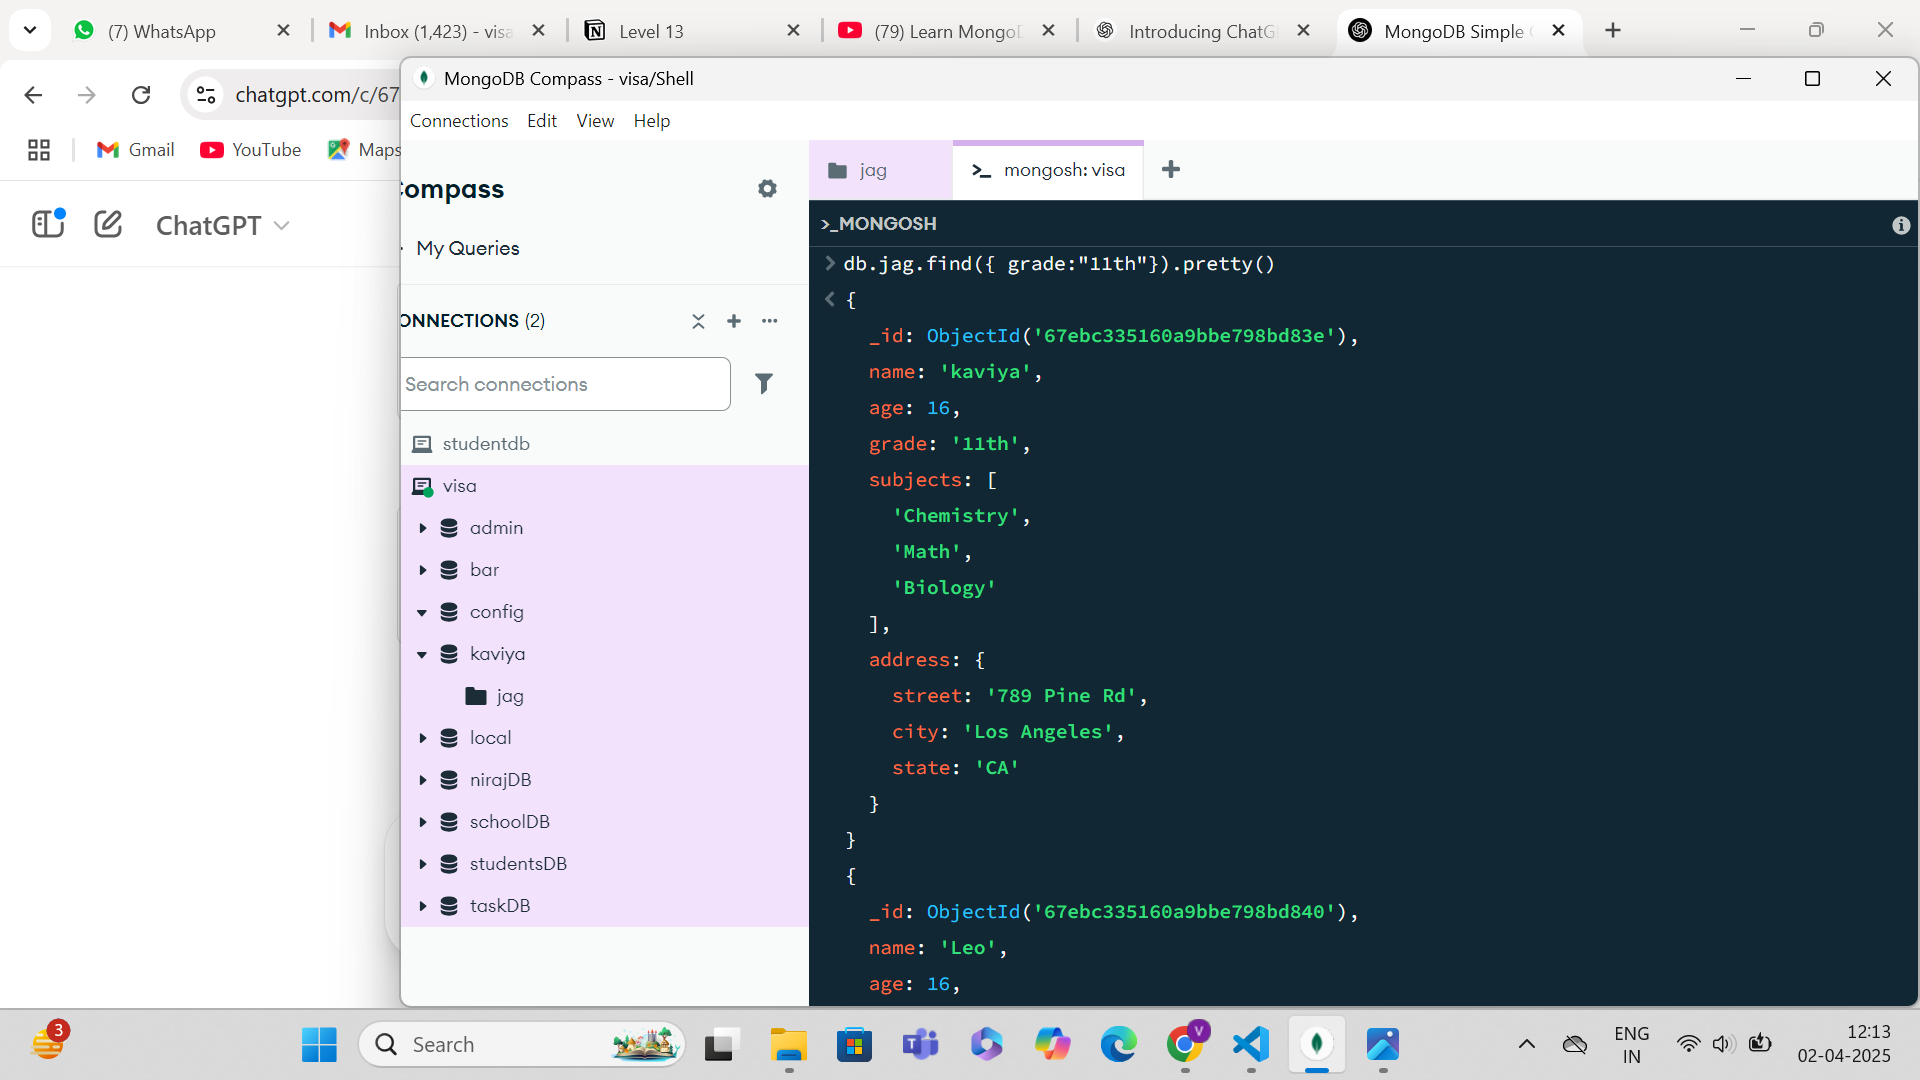 (7) WhatsApp
Inbox (1,423) - visa
Level 13
(79) Learn MongoD
Introducing ChatG
MongoDB Simple
chatgpt.com/c/67
Gmail
YouTube
Maps
ChatGPT
MongoDB Compass - visa/Shell
Connections Edit View Help
Compass
My Queries
ONNECTIONS (2)
Search connections
studentdb
visa
admin
bar
config
kaviya
jag
local
nirajDB
schoolDB
studentsDB
taskDB
jag
>_ mongosh: visa
>_MONGOSH
> db.jag.find({ grade:"11th"}).pretty()
< {
_id: ObjectId('67ebc335160a9bbe798bd83e'),
name: 'kaviya',
age: 16,
grade: '11th',
subjects: [
'Chemistry',
'Math',
'Biology'
],
address: {
street: '789 Pine Rd',
city: 'Los Angeles',
state: 'CA'
}
}
{
_id: ObjectId('67ebc335160a9bbe798bd840'),
name: 'Leo',
age: 16,
3
Search
V
ENG
IN
12:13
02-04-2025